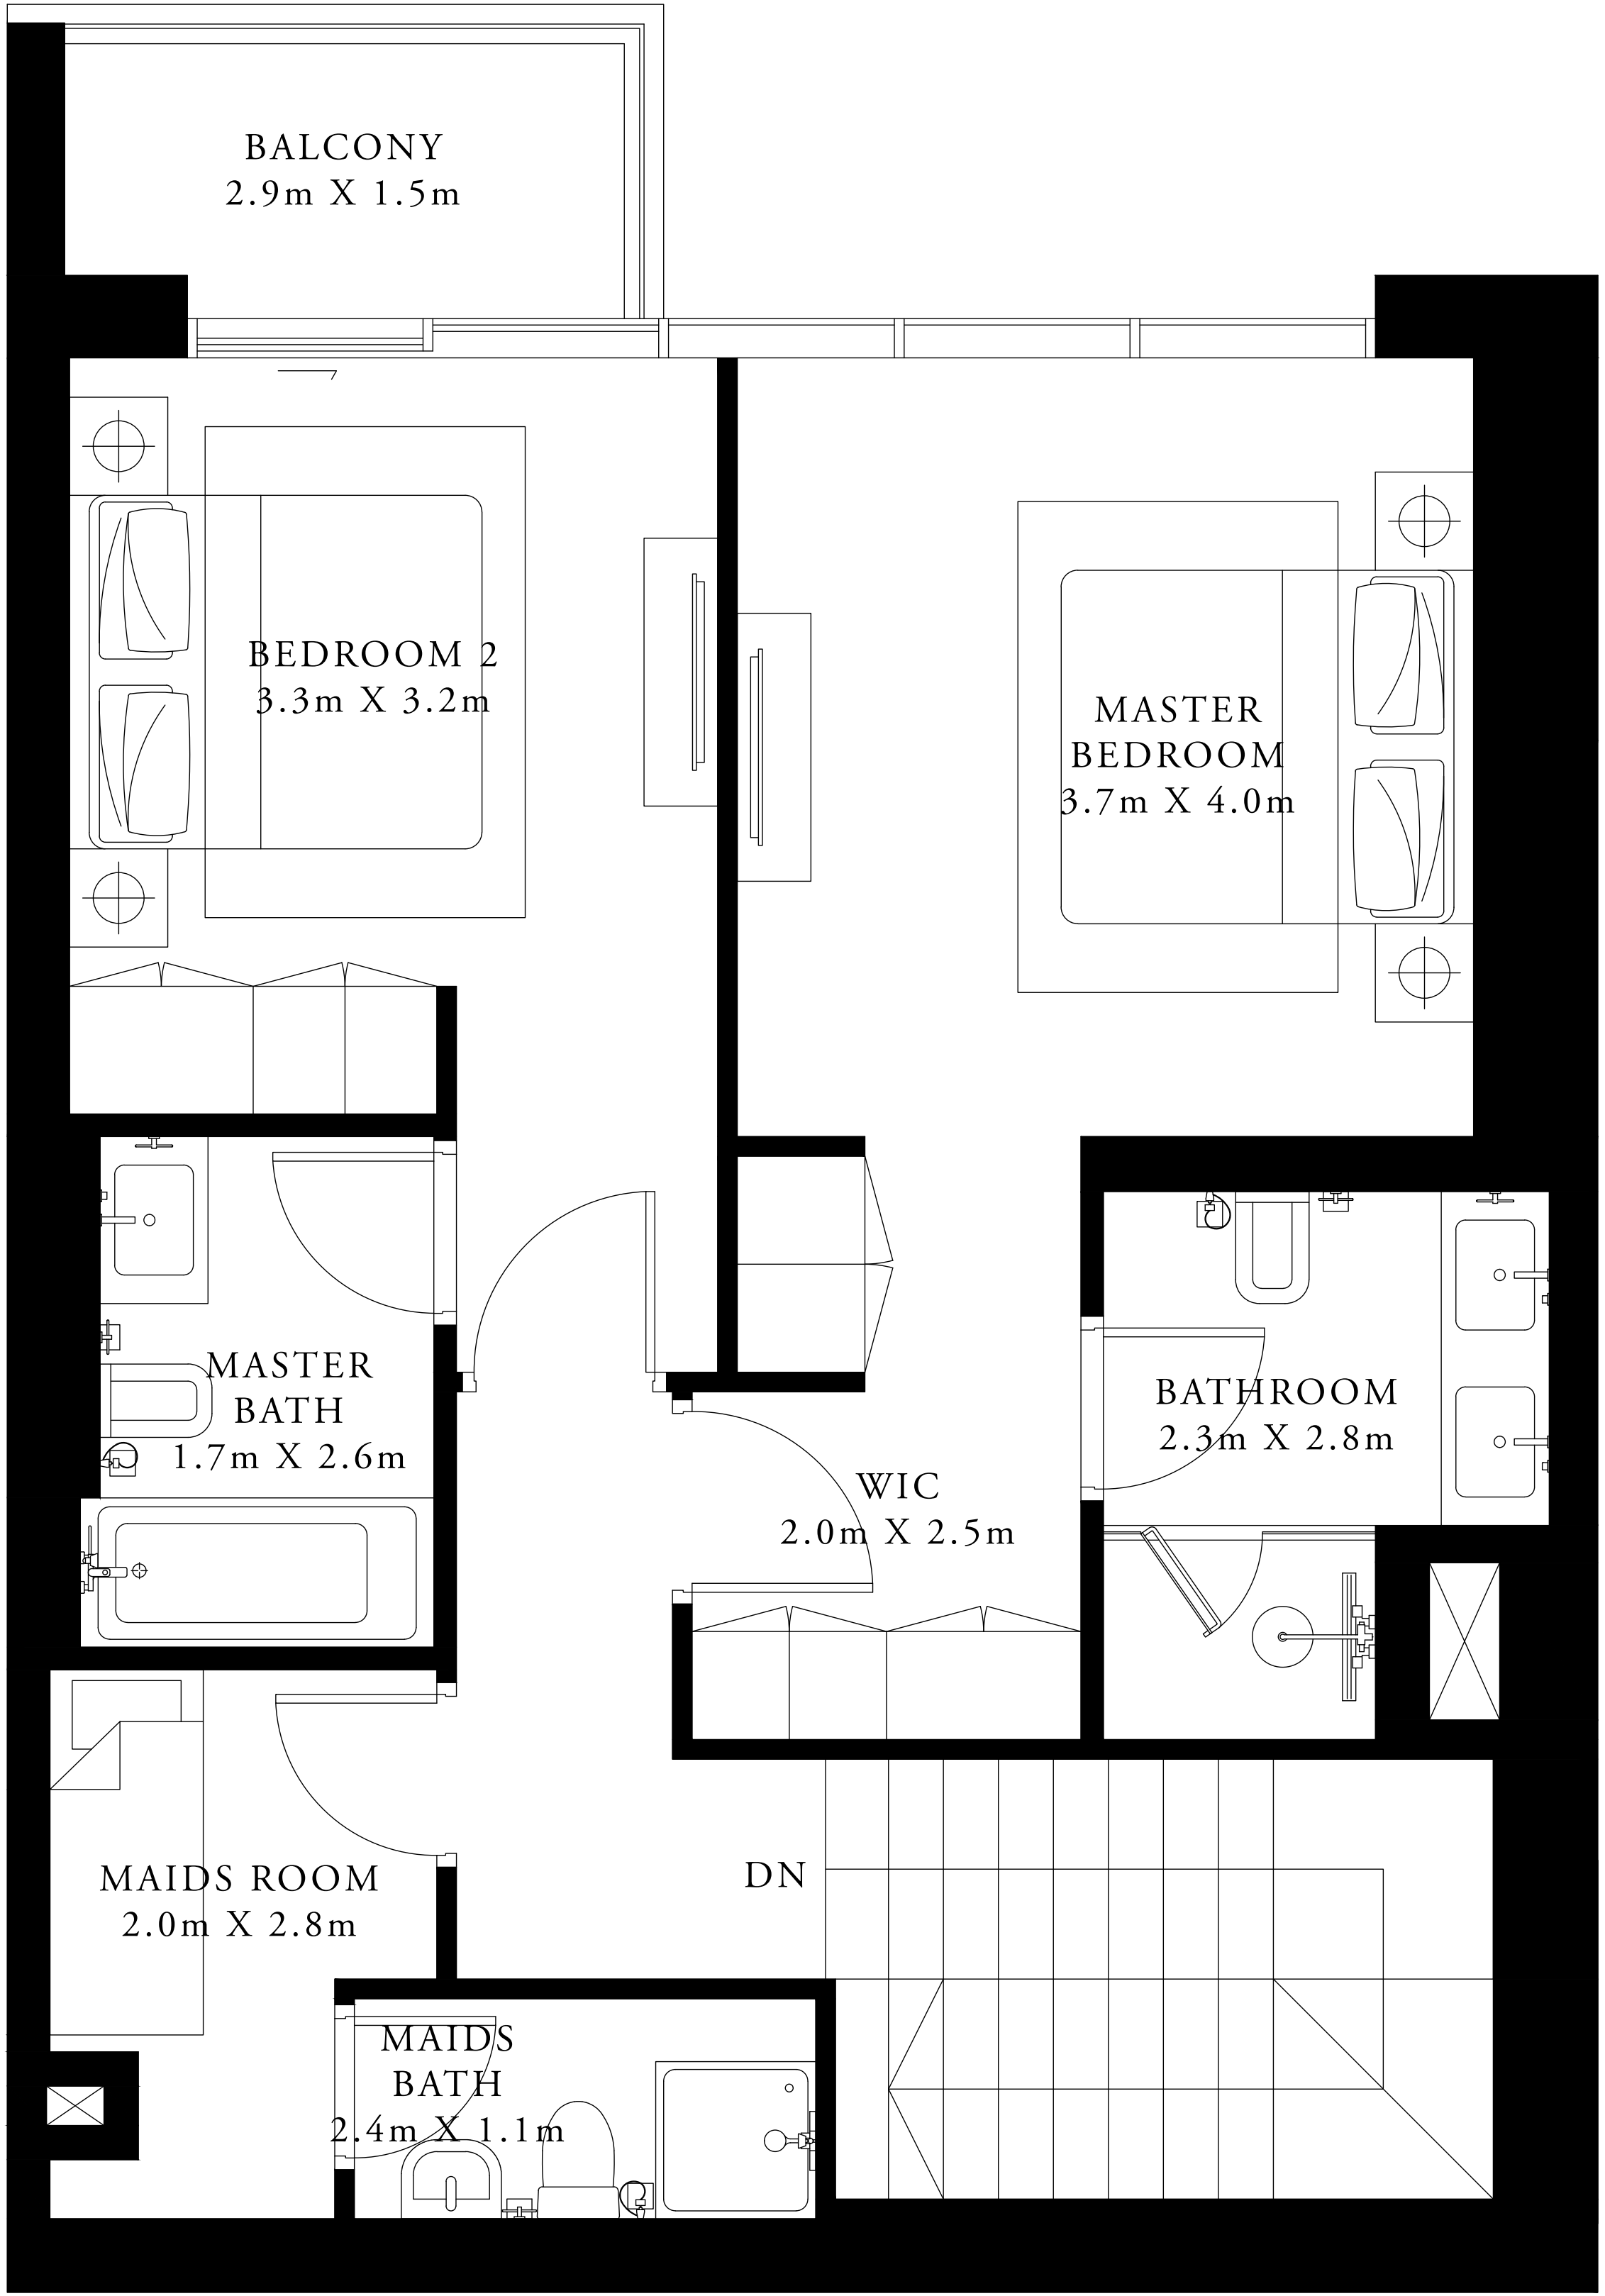 BALCONY
2.9m X 1.5m
BEDROOM 2
3.3m X 3.2m
MASTER
BEDROOM
3.7m X 4.0m
MASTER
BATH
1.7m X 2.6m
BATHROOM
2.3m X 2.8m
WIC
2.0m X 2.5m
MAIDS ROOM
2.0m X 2.8m
DN
MAIDS
BATH
2.4m X 1.1m